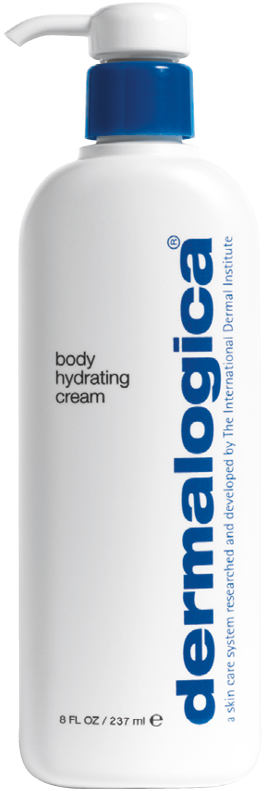 body
hydrating
cream
8 FL OZ / 237 ml ℮
dermalogica®
a skin care system researched and developed by The International Dermal Institute